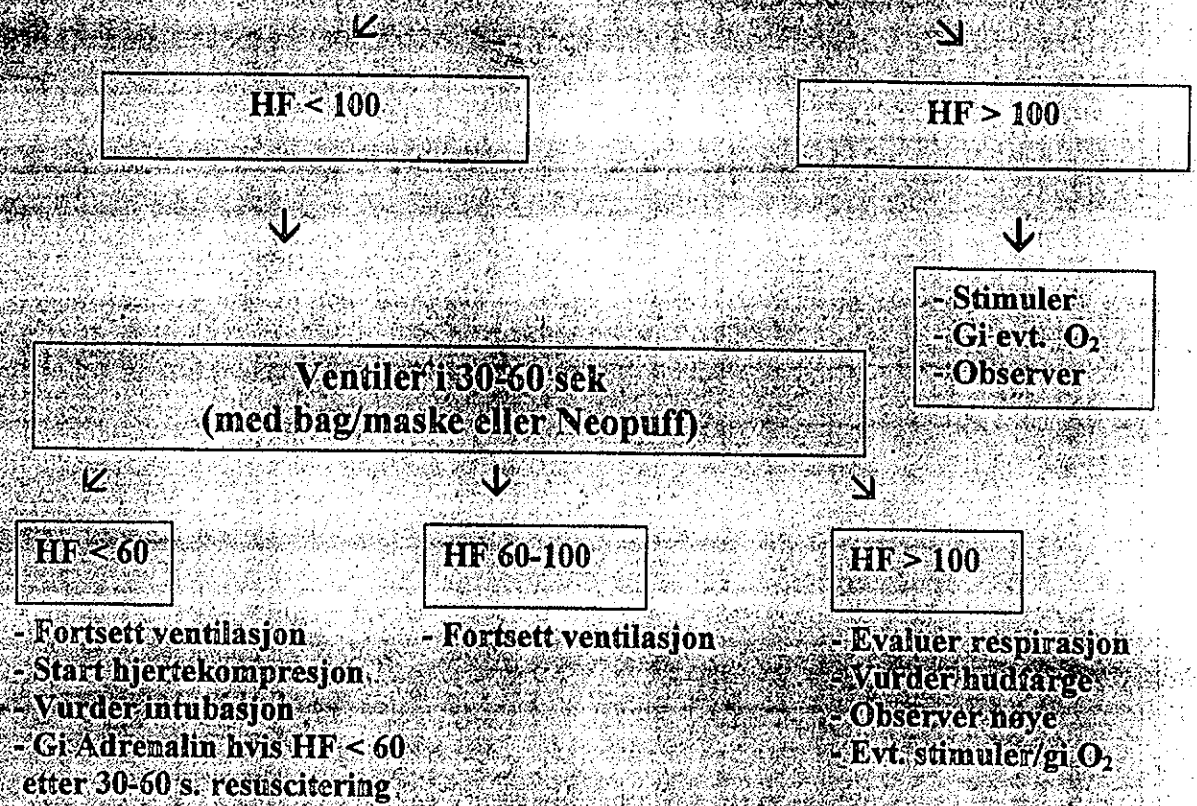 HF < 100
HF > 100
- Stimuler
- Gi evt. O₂
- Observer
Ventiler i 30-60 sek
(med bag/maske eller Neopuff)
HF < 60
- Fortsett ventilasjon
- Start hjertekompresjon
- Vurder intubasjon
- Gi Adrenalin hvis HF < 60
etter 30-60 s. resuscitering
HF 60-100
- Fortsett ventilasjon
HF > 100
- Evaluer respirasjon
- Vurder hudfarge
- Observer nøye
- Evt. stimuler/gi O₂